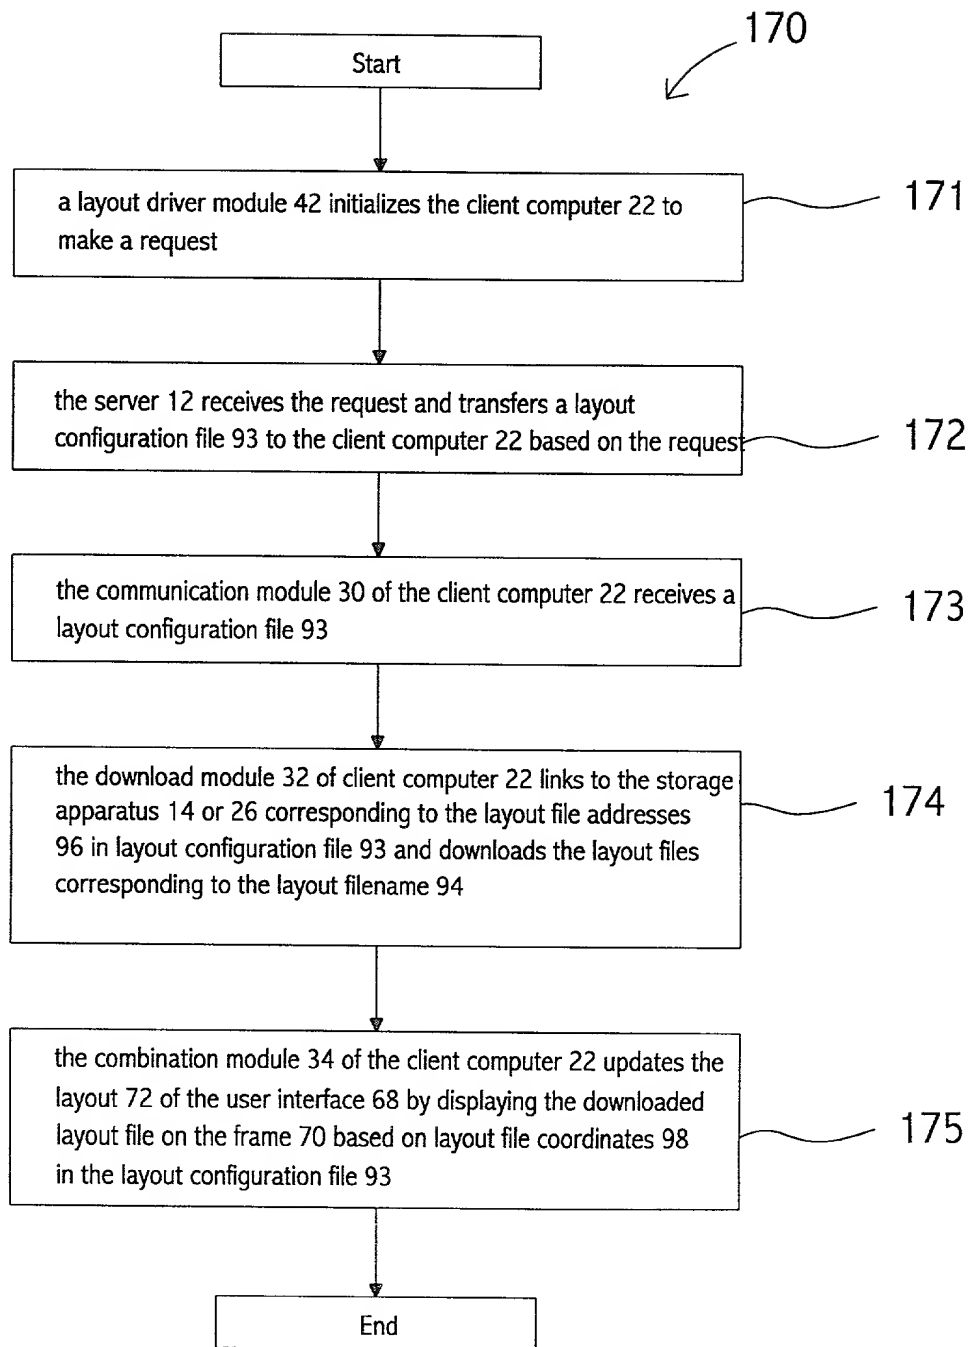 170
Start
a layout driver module 42 initializes the client computer 22 to
make a request
171
the server 12 receives the request and transfers a layout
configuration file 93 to the client computer 22 based on the request
172
the communication module 30 of the client computer 22 receives a
layout configuration file 93
173
the download module 32 of client computer 22 links to the storage
apparatus 14 or 26 corresponding to the layout file addresses
96 in layout configuration file 93 and downloads the layout files
corresponding to the layout filename 94
174
the combination module 34 of the client computer 22 updates the
layout 72 of the user interface 68 by displaying the downloaded
layout file on the frame 70 based on layout file coordinates 98
in the layout configuration file 93
175
End